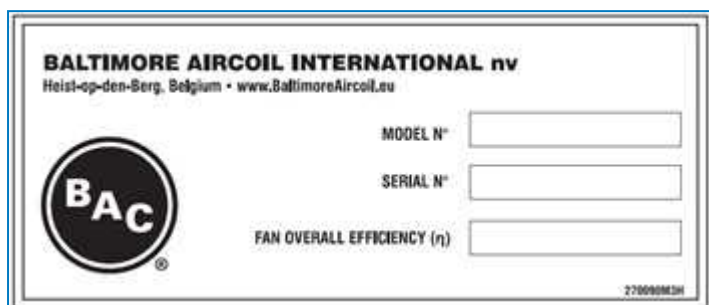 BALTIMORE AIRCOIL INTERNATIONAL nv
Heist-op-den-Berg, Belgium • www.BaltimoreAircoil.eu
MODEL N°
SERIAL N°
BAC
®
FAN OVERALL EFFICIENCY (η)